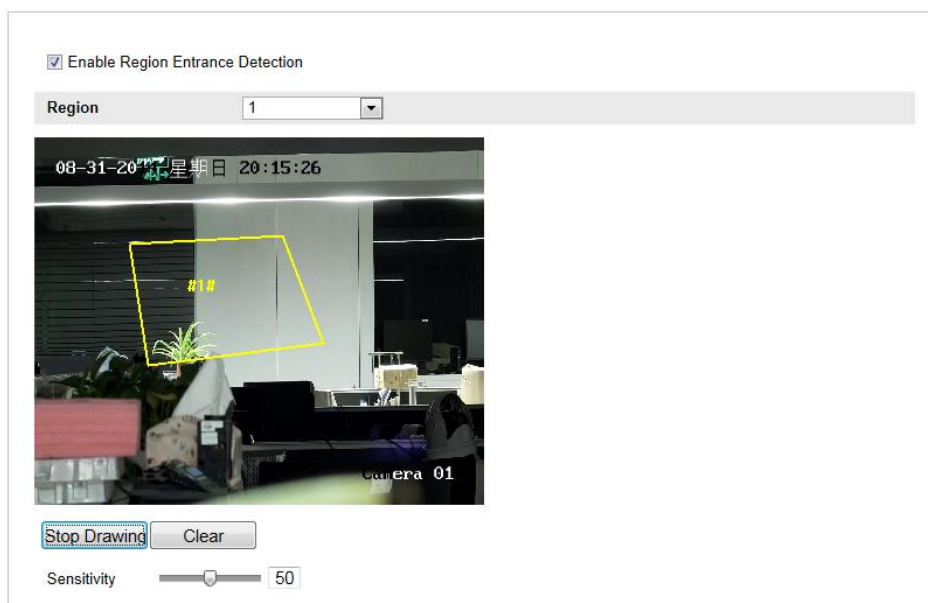 Enable Region Entrance Detection
Region 1
08-31-20 星期日 20:15:26
#1#
Camera 01
Stop Drawing Clear
Sensitivity 50